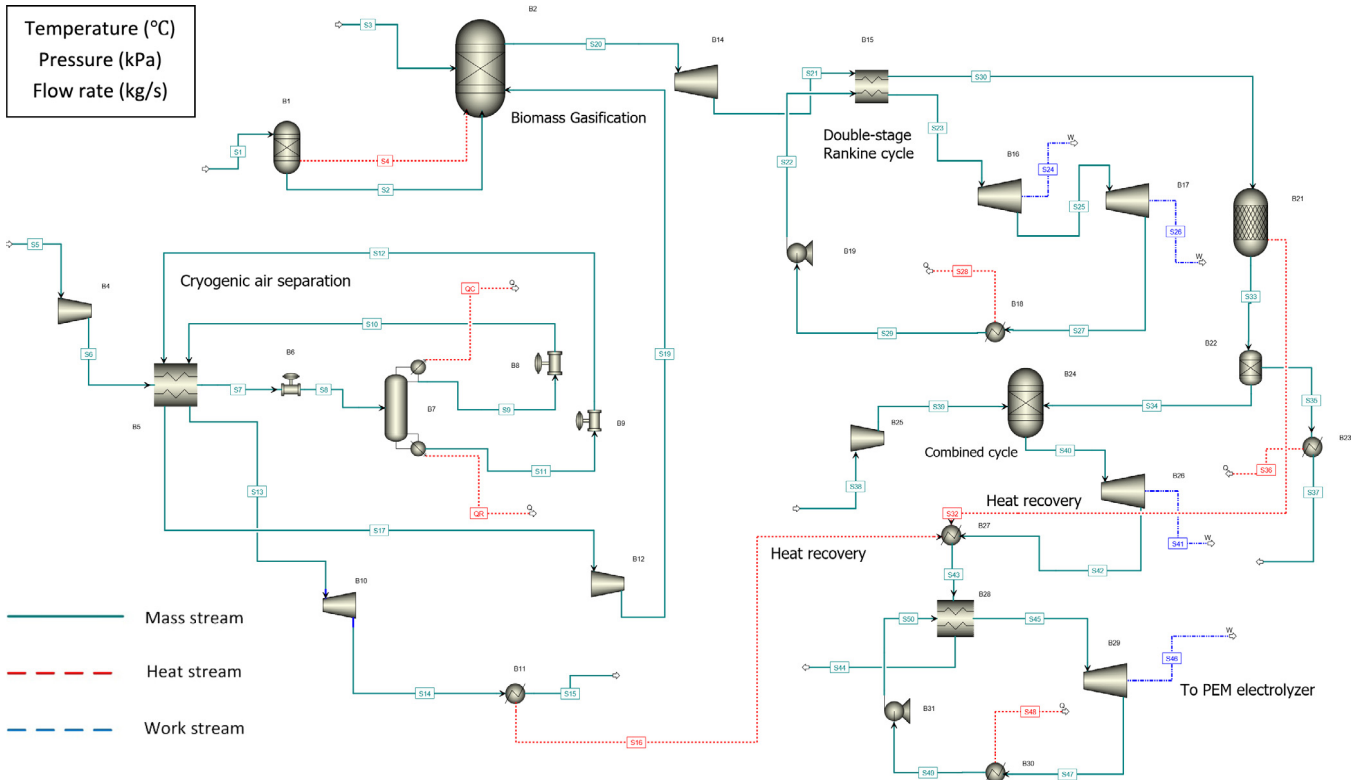 Temperature (℃)
Pressure (kPa)
Flow rate (kg/s)
B2
S3
S20
B14
B1
S1
S4
S2
Biomass Gasification
S21
B15
S30
S22
S23
Double-stage
Rankine cycle
W
S24
B16
S25
B17
S26
W
B19
Q
S28
B18
S29
S27
B21
S33
B22
S5
B4
S6
S12
Cryogenic air separation
S10
QC
Q
B8
S19
B5
S7
B6
S8
B7
S9
B9
S11
QR
Q
S13
S17
B10
B12
B24
S39
B25
S38
Combined cycle
S40
S34
S35
B23
Q
S36
S37
B26
S41
W
Heat recovery
S32
B27
Heat recovery
S42
S43
B28
S50
S45
S44
B29
S46
W
To PEM electrolyzer
B31
S48
Q
B30
S47
B11
S14
S15
S16
Mass stream
Heat stream
Work stream